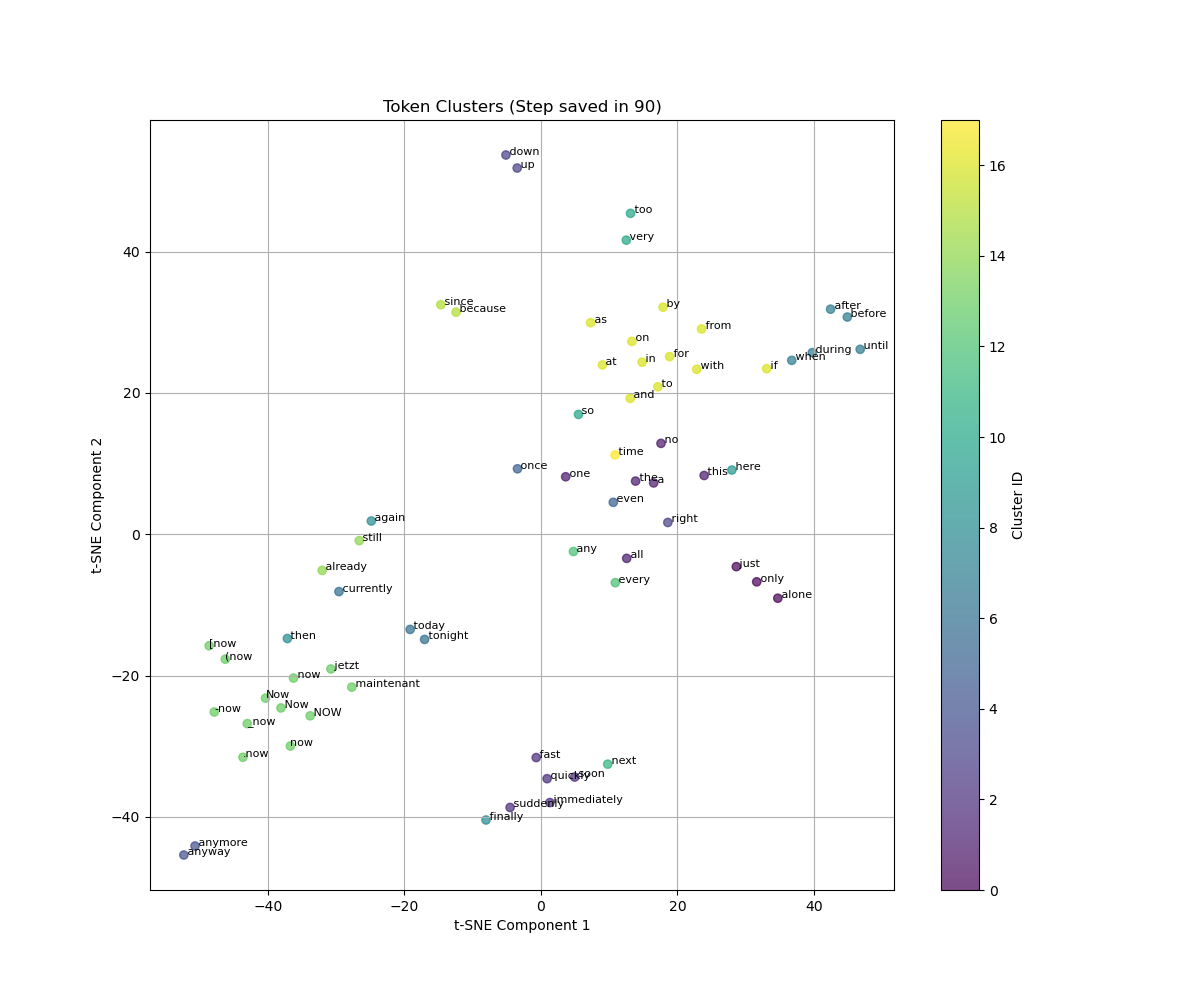 Token Clusters (Step saved in 90)
down
up
too
very
since
because
as
by
from
on
at
in
for
with
if
to
and
so
after
before
during
when
until
no
time
once
one
the
a
this
here
even
right
again
still
already
currently
any
all
every
just
only
alone
then
today
tonight
[now
(now
jetzt
now
maintenant
Now
Now
NOW
-now
_now
now
.now
fast
quickly
soon
next
suddenly
immediately
finally
anymore
anyway
40
20
0
−20
−40
t-SNE Component 2
−40
−20
0
20
40
t-SNE Component 1
16
14
12
10
8
6
4
2
0
Cluster ID